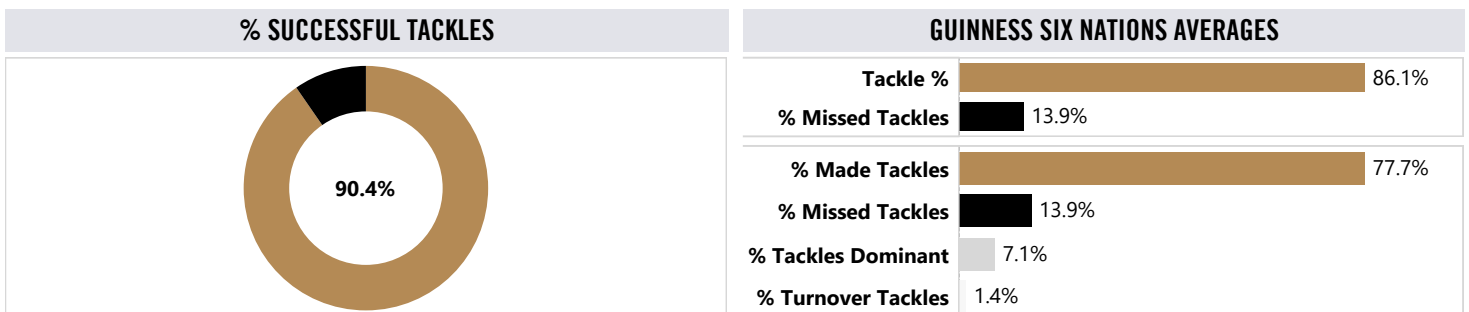 % SUCCESSFUL TACKLES
90.4%
GUINNESS SIX NATIONS AVERAGES
Tackle % 86.1%
% Missed Tackles 13.9%
% Made Tackles 77.7%
% Missed Tackles 13.9%
% Tackles Dominant 7.1%
% Turnover Tackles 1.4%